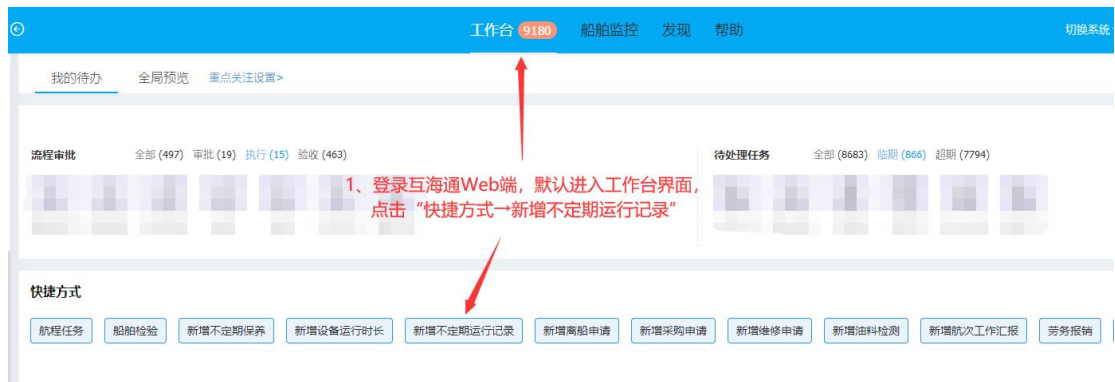 工作台 9180 船舶监控 发现 帮助 切换系统
我的待办 全局预览 重点关注设置>
流程审批 全部 (497) 审批 (19) 执行 (15) 验收 (463) 待处理任务 全部 (8683) 临期 (866) 超期 (7794)
1、登录互海通Web端，默认进入工作台界面，
点击“快捷方式→新增不定期运行记录”
快捷方式
航程任务 船舶检验 新增不定期保养 新增设备运行时长 新增不定期运行记录 新增离船申请 新增采购申请 新增维修申请 新增油料检测 新增航次工作汇报 劳务报销